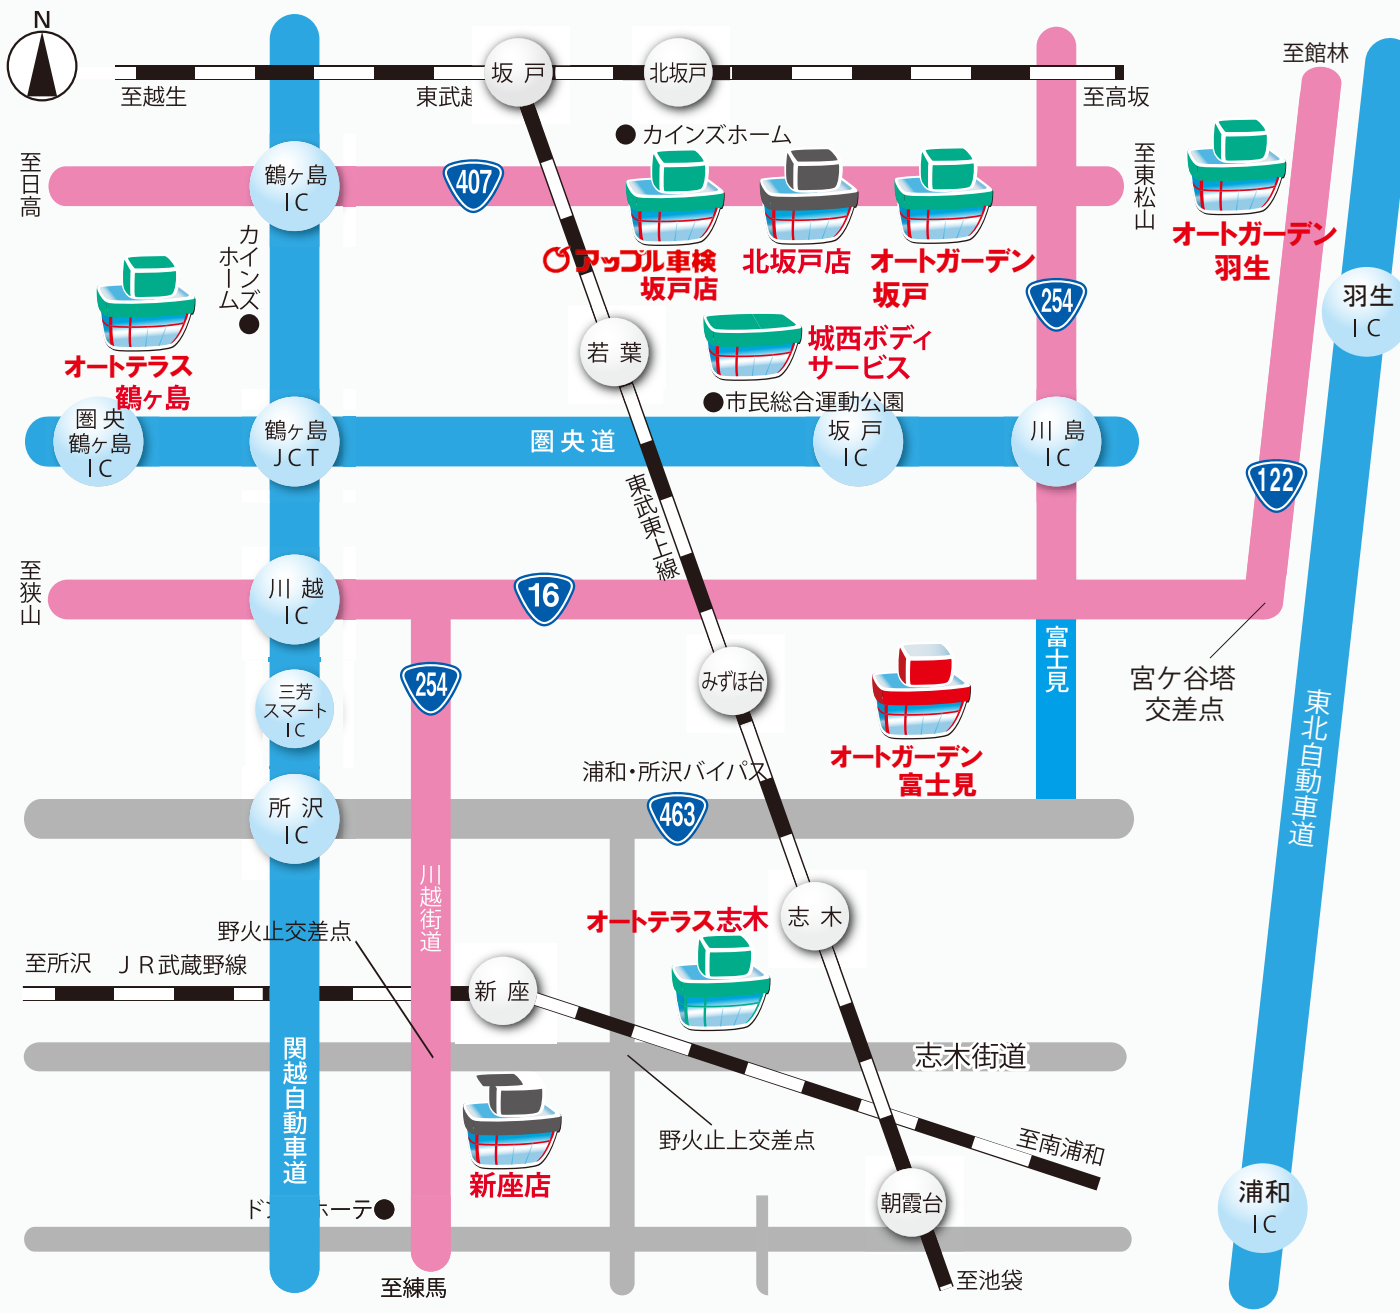 N
至越生
東武越
坂戸
北坂戸
至高坂
至館林
カインズホーム
至日高
鶴ヶ島
IC
407
至東松山
カインズ
ホーム
アップル車検
坂戸店
北坂戸店
オートガーデン
坂戸
オートガーデン
羽生
254
羽生
IC
オートテラス
鶴ヶ島
若葉
城西ボディ
サービス
市民総合運動公園
圏央
鶴ヶ島
IC
鶴ヶ島
JCT
圏央道
坂戸
IC
川島
IC
122
東武東上線
至狭山
川越
IC
16
富士見
宮ケ谷塔
交差点
三芳
スマート
IC
254
みずほ台
オートガーデン
富士見
東北自動車道
浦和・所沢バイパス
463
所沢
IC
川越街道
オートテラス志木
志木
野火止交差点
至所沢
JR武蔵野線
新座
関越自動車道
志木街道
野火止上交差点
至南浦和
新座店
朝霞台
浦和
IC
ホーテ
至練馬
至池袋